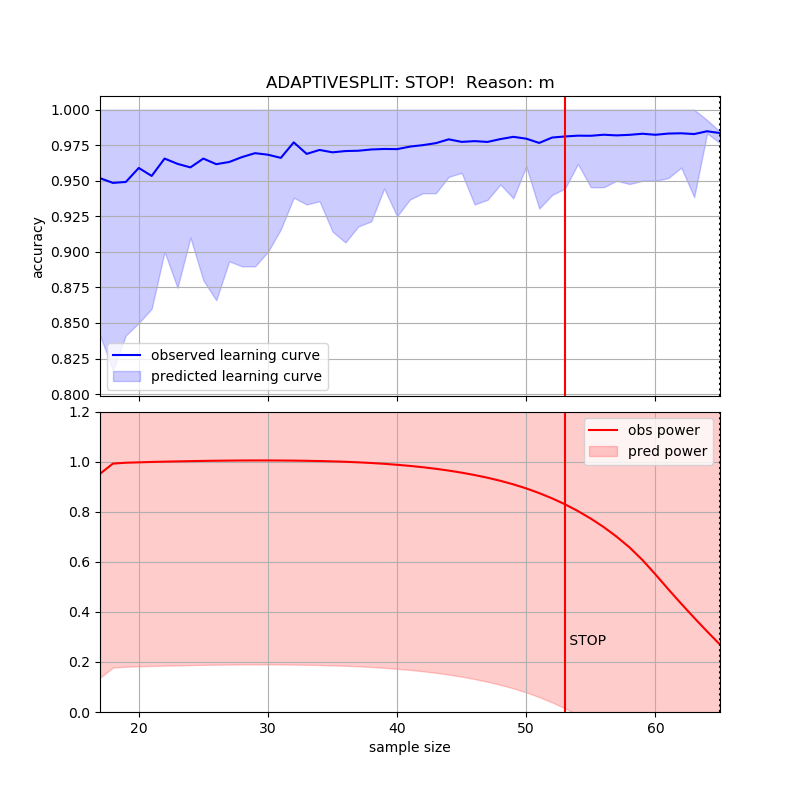 ADAPTIVESPLIT: STOP!  Reason: m
1.000
0.975
0.950
0.925
0.900
0.875
0.850
0.825
0.800
accuracy
observed learning curve
predicted learning curve
1.2
1.0
0.8
0.6
0.4
0.2
0.0
obs power
pred power
STOP
20 30 40 50 60
sample size